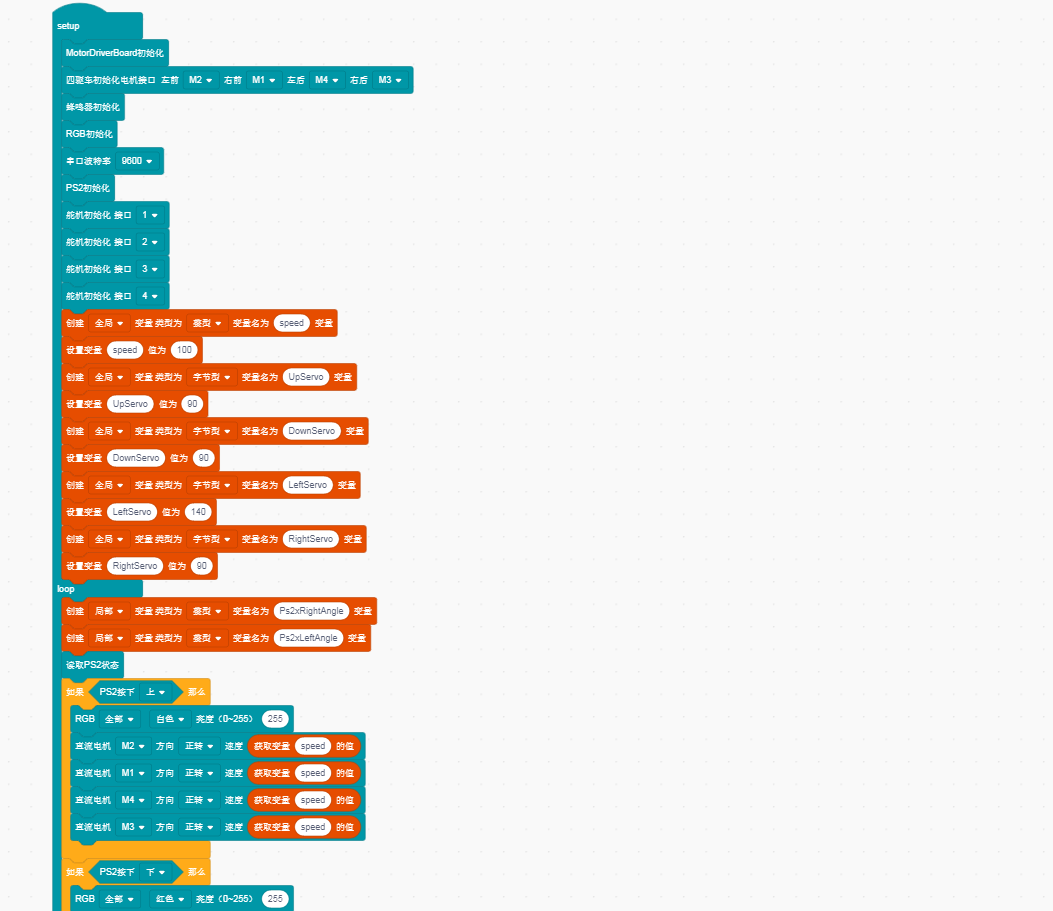 setup
MotorDriverBoard初始化
四驱车初始化电机接口 左前 M2 右前 M1 左后 M4 右后 M3
蜂鸣器初始化
RGB初始化
串口波特率 9600
PS2初始化
舵机初始化 接口 1
舵机初始化 接口 2
舵机初始化 接口 3
舵机初始化 接口 4
创建 全局 变量 类型为 整型 变量名为 speed 变量
设置变量 speed 值为 100
创建 全局 变量 类型为 字节型 变量名为 UpServo 变量
设置变量 UpServo 值为 90
创建 全局 变量 类型为 字节型 变量名为 DownServo 变量
设置变量 DownServo 值为 90
创建 全局 变量 类型为 字节型 变量名为 LeftServo 变量
设置变量 LeftServo 值为 140
创建 全局 变量 类型为 字节型 变量名为 RightServo 变量
设置变量 RightServo 值为 90
loop
创建 局部 变量 类型为 整型 变量名为 Ps2xRightAngle 变量
创建 局部 变量 类型为 整型 变量名为 Ps2xLeftAngle 变量
读取PS2状态
如果 PS2按下 上 那么
RGB 全部 白色 亮度（0~255） 255
直流电机 M2 方向 正转 速度 获取变量 speed 的值
直流电机 M1 方向 正转 速度 获取变量 speed 的值
直流电机 M4 方向 正转 速度 获取变量 speed 的值
直流电机 M3 方向 正转 速度 获取变量 speed 的值
如果 PS2按下 下 那么
RGB 全部 红色 亮度（0~255） 255